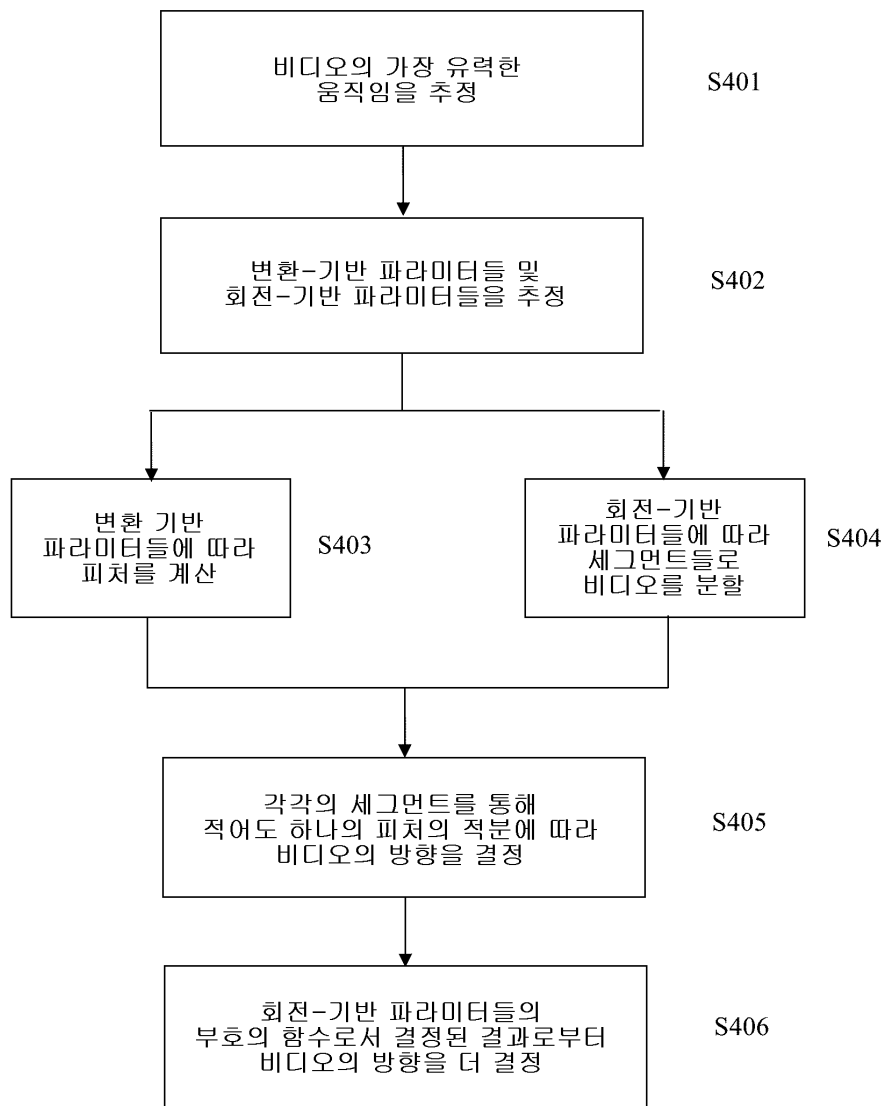 비디오의 가장 유력한
움직임을 추정
S401
변환-기반 파라미터들 및
회전-기반 파라미터들을 추정
S402
변환 기반
파라미터들에 따라
피처를 계산
S403
회전-기반
파라미터들에 따라
세그먼트들로
비디오를 분할
S404
각각의 세그먼트를 통해
적어도 하나의 피처의 적분에 따라
비디오의 방향을 결정
S405
회전-기반 파라미터들의
부호의 함수로서 결정된 결과로부터
비디오의 방향을 더 결정
S406